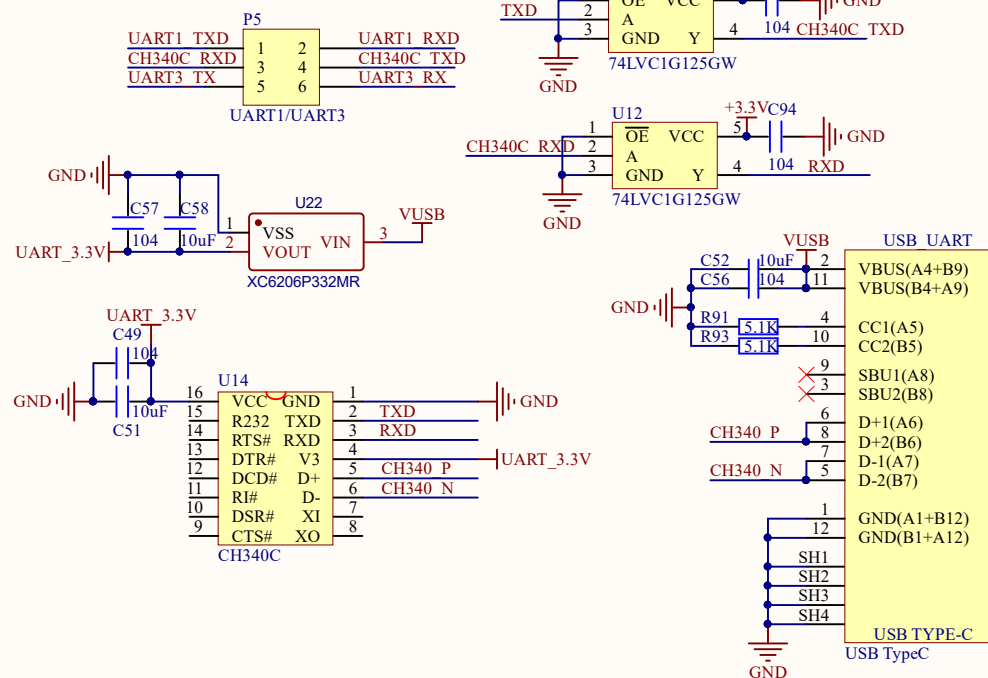 P5
UART1_TXD 1 2 UART1_RXD
CH340C_RXD 3 4 CH340C_TXD
UART3_TX 5 6 UART3_RX
UART1/UART3
OE VCC
TXD 2 A
3 GND Y 4 CH340C_TXD
104
GND
74LVC1G125GW
GND
U12
+3.3V C94
1 OE VCC 5
GND
CH340C_RXD 2 A
104
3 GND Y 4 RXD
74LVC1G125GW
GND
GND
C57 C58
104 10uF
UART_3.3V
U22
1 VSS
2 VOUT VIN 3
VUSB
XC6206P332MR
UART_3.3V
C49
104
GND
10uF
C51
U14
16 VCC GND 1 GND
15 R232 TXD 2 TXD
14 RTS# RXD 3 RXD
13 DTR# V3 4 UART_3.3V
12 DCD# D+ 5 CH340_P
11 RI# D- 6 CH340_N
10 DSR# XI 7
9 CTS# XO 8
CH340C
VUSB
USB_UART
C52 10uF 2 VBUS(A4+B9)
C56 104 11 VBUS(B4+A9)
GND
R91 5.1K 4 CC1(A5)
R93 5.1K 10 CC2(B5)
9 SBU1(A8)
3 SBU2(B8)
6 D+1(A6)
CH340_P 8 D+2(B6)
7 D-1(A7)
CH340_N 5 D-2(B7)
1 GND(A1+B12)
12 GND(B1+A12)
SH1
SH2
SH3
SH4
USB TYPE-C
USB TypeC
GND